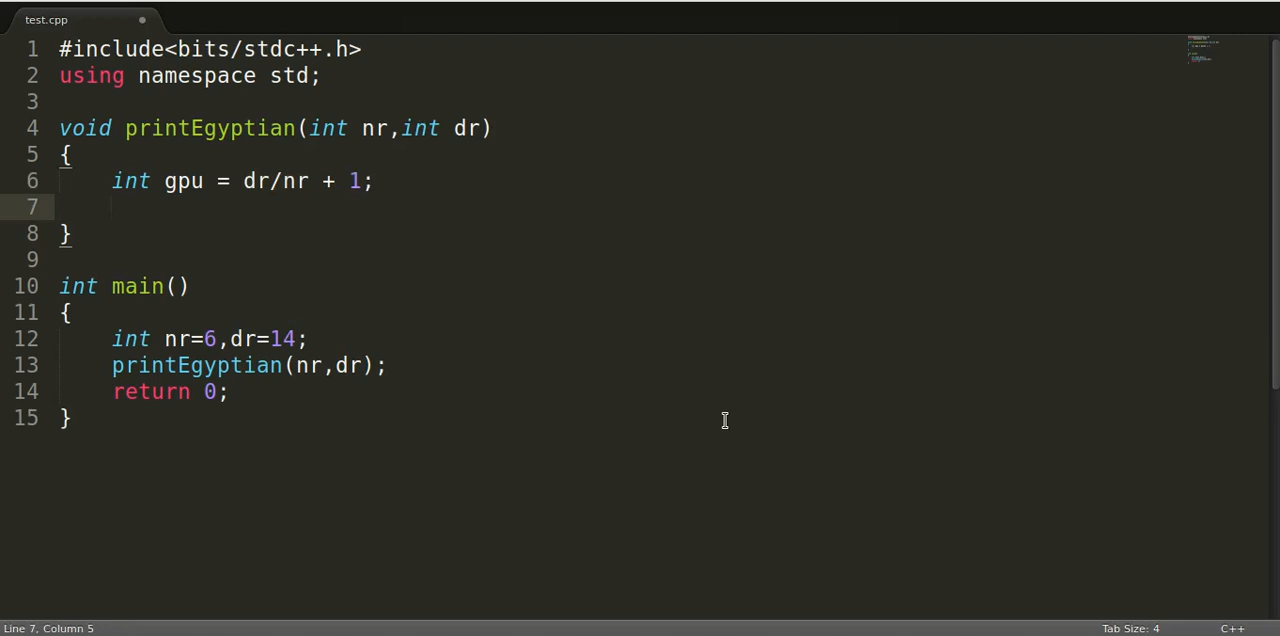 test.cpp
1 #include<bits/stdc++.h>
2 using namespace std;
3
4 void printEgyptian(int nr,int dr)
5 {
6     int gpu = dr/nr + 1;
7
8 }
9
10 int main()
11 {
12     int nr=6,dr=14;
13     printEgyptian(nr,dr);
14     return 0;
15 }
Line 7, Column 5 Tab Size: 4 C++